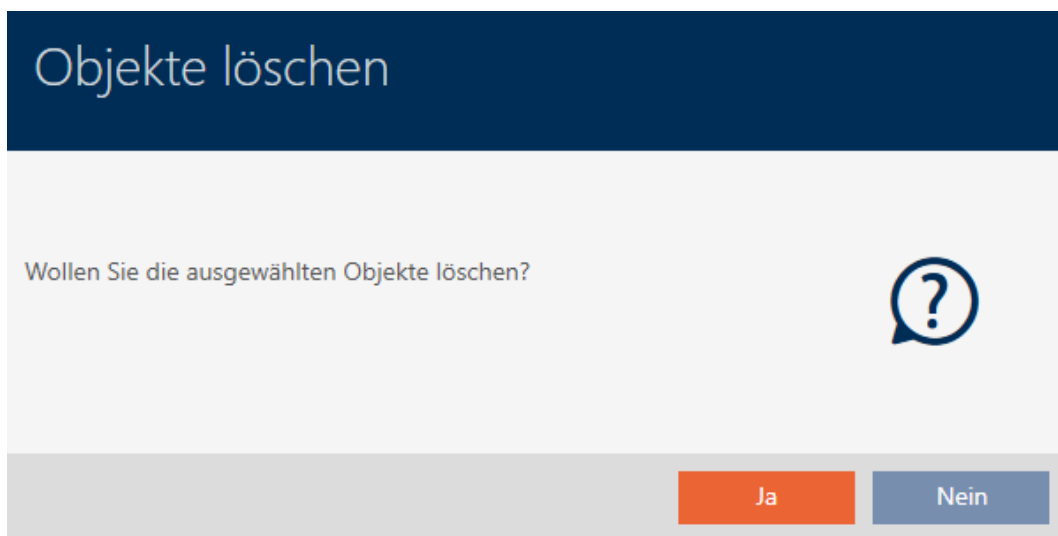 Objekte löschen
Wollen Sie die ausgewählten Objekte löschen?
?
Ja
Nein